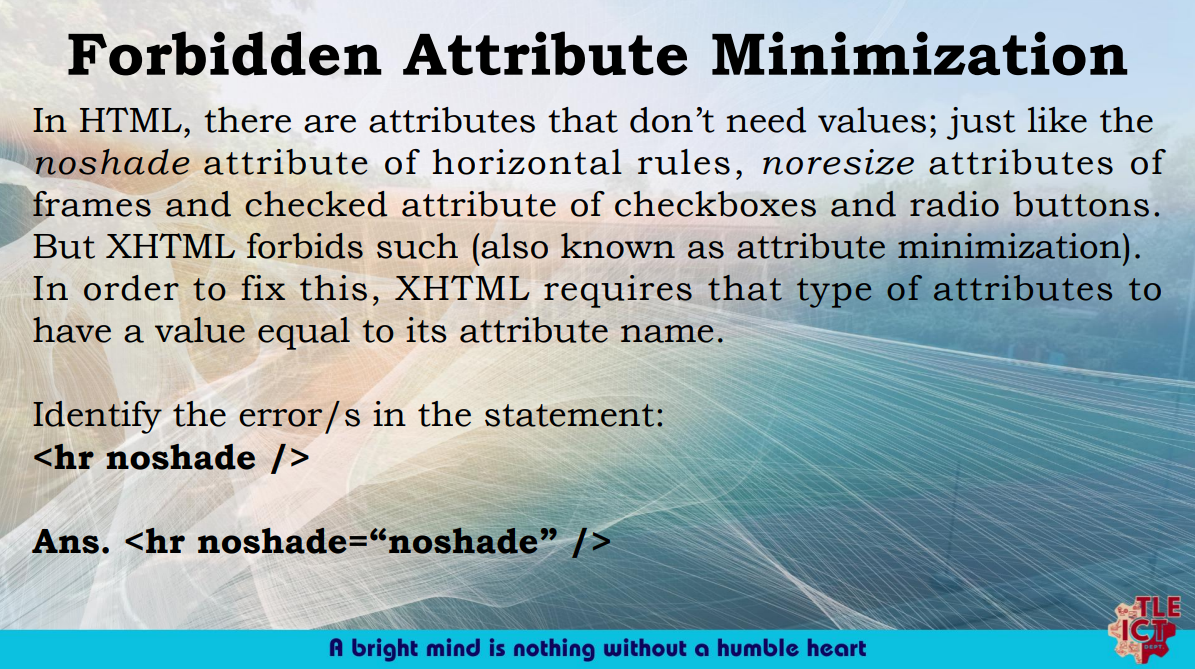 Forbidden Attribute Minimization
In HTML, there are attributes that don’t need values; just like the
noshade attribute of horizontal rules, noresize attributes of
frames and checked attribute of checkboxes and radio buttons.
But XHTML forbids such (also known as attribute minimization).
In order to fix this, XHTML requires that type of attributes to
have a value equal to its attribute name.
Identify the error/s in the statement:
<hr noshade />
Ans. <hr noshade=“noshade” />
A bright mind is nothing without a humble heart
TLE
ICT
DEPT.